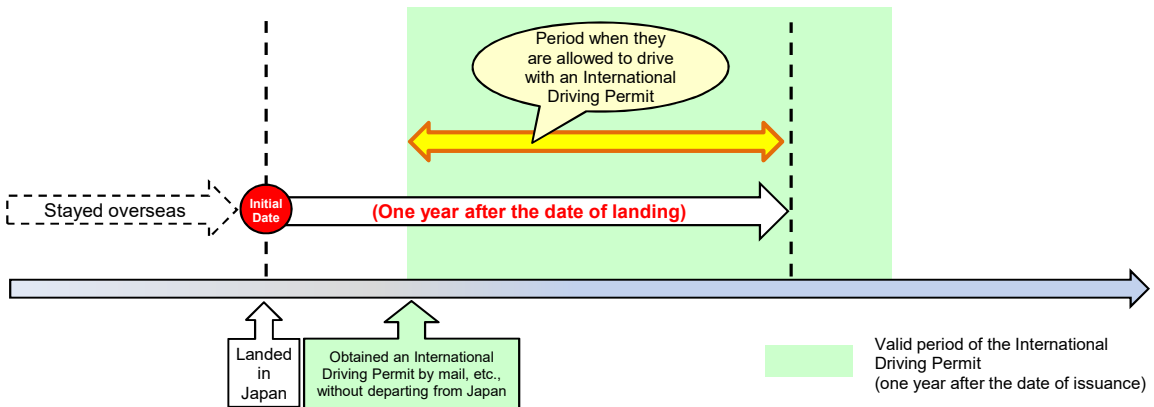 Period when they
are allowed to drive
with an International
Driving Permit
Stayed overseas
Initial
Date
(One year after the date of landing)
Landed
in
Japan
Obtained an International
Driving Permit by mail, etc.,
without departing from Japan
Valid period of the International
Driving Permit
(one year after the date of issuance)